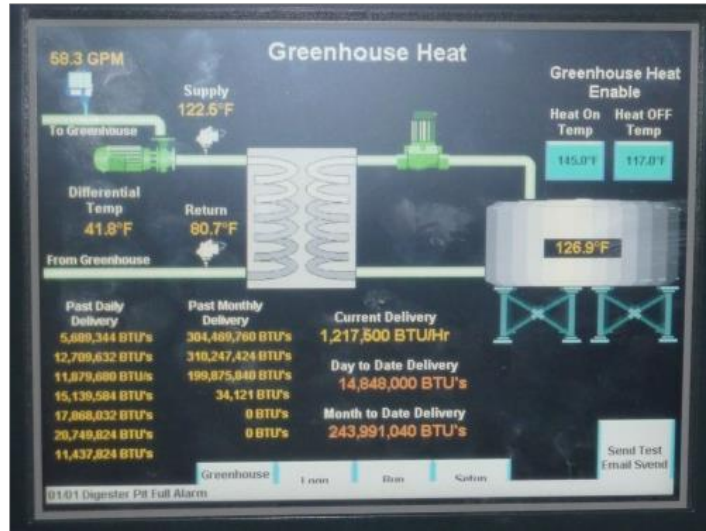 Greenhouse Heat
58.3 GPM
Supply
122.5°F
To Greenhouse
Greenhouse Heat
Enable
Heat On
Temp
Heat OFF
Temp
145.0°F
117.0°F
Differential
Temp
41.8°F
Return
80.7°F
126.9°F
From Greenhouse
Past Daily
Delivery
5,689,344 BTU's
12,709,632 BTU's
11,879,680 BTU/s
15,139,584 BTU's
17,868,032 BTU's
20,749,824 BTU's
11,437,824 BTU's
Past Monthly
Delivery
304,469,760 BTU's
310,247,424 BTU's
199,875,840 BTU's
34,121 BTU's
0 BTU's
0 BTU's
Current Delivery
1,217,500 BTU/Hr
Day to Date Delivery
14,848,000 BTU's
Month to Date Delivery
243,991,040 BTU's
Send Test
Email Svend
Greenhouse
01/01 Digester Pit Full Alarm